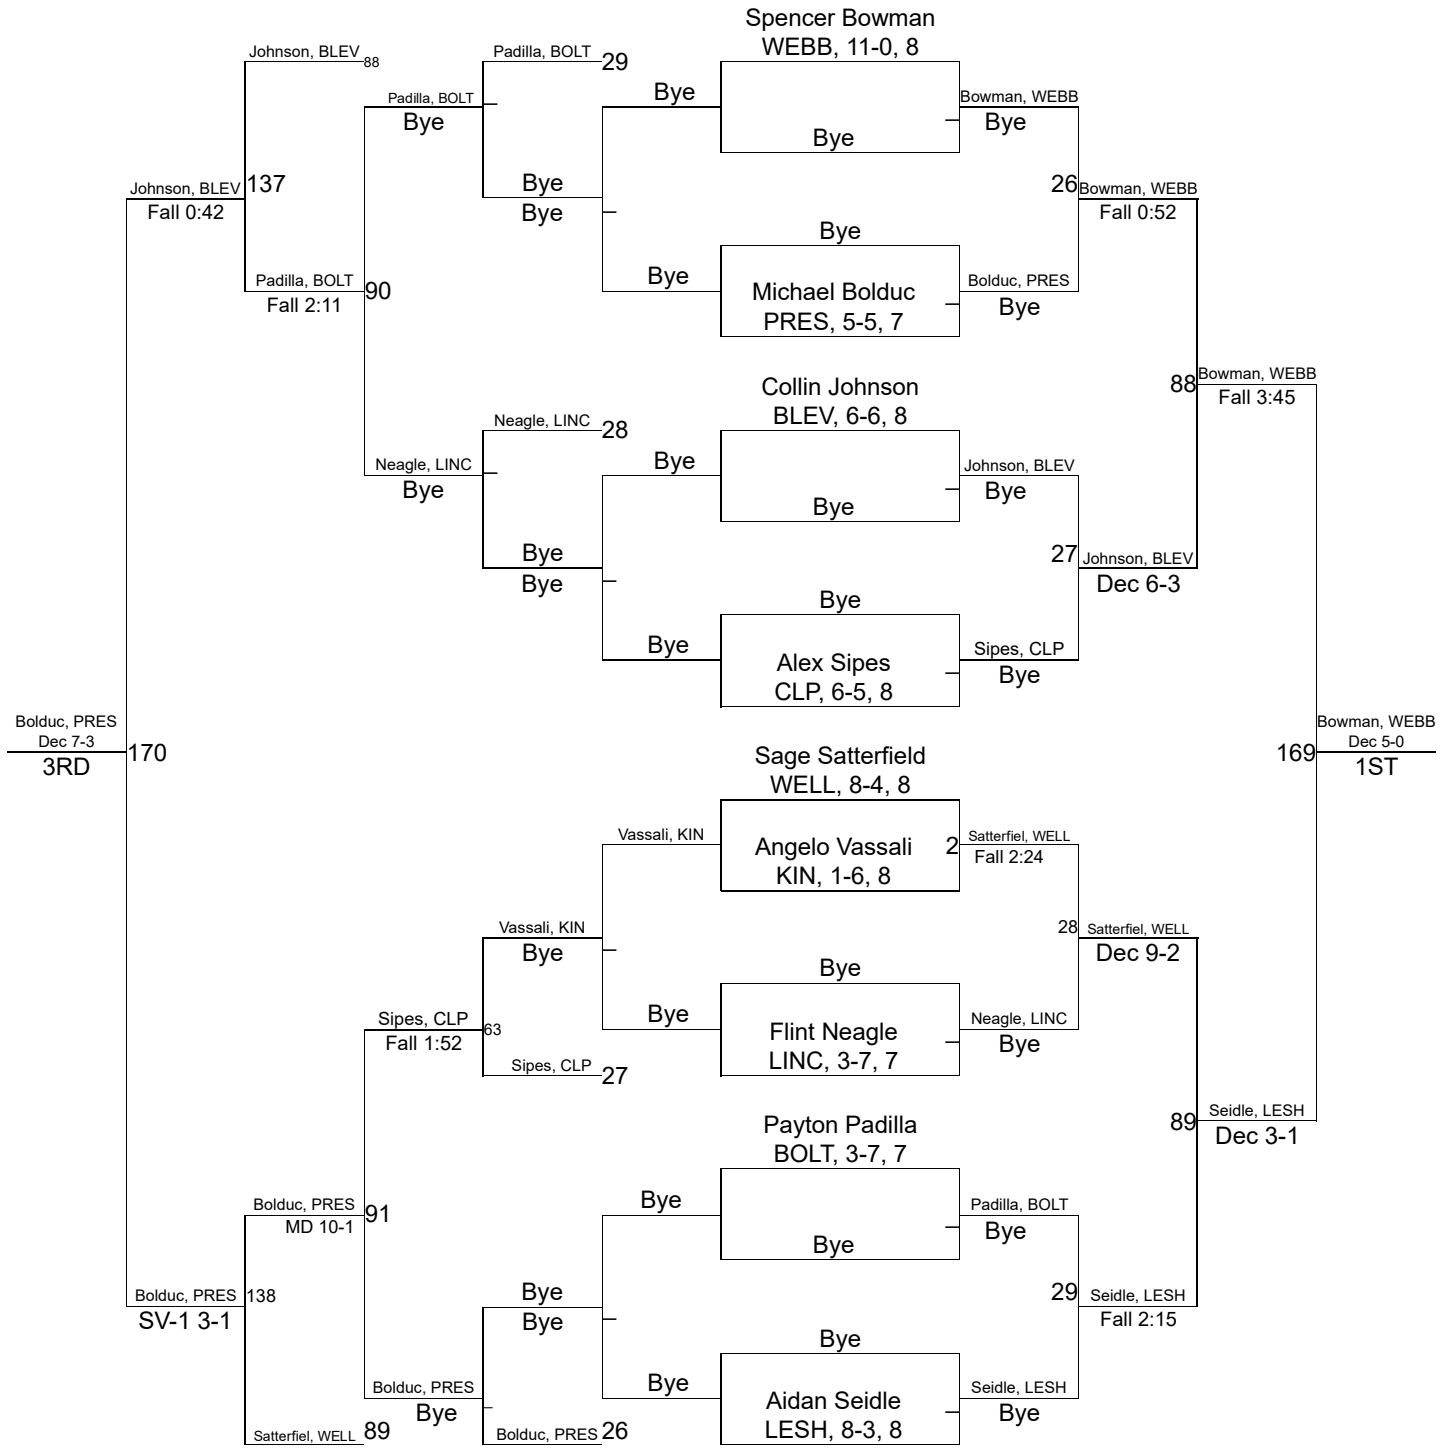 Spencer Bowman
WEBB, 11-0, 8
Johnson, BLEV
88
Padilla, BOLT
29
Padilla, BOLT
Bye
Bye
Bowman, WEBB
Bye
Bye
Johnson, BLEV
137
Fall 0:42
Bye
Bye
26
Bowman, WEBB
Fall 0:52
Bye
Padilla, BOLT
90
Fall 2:11
Bye
Michael Bolduc
PRES, 5-5, 7
Bolduc, PRES
Bye
Collin Johnson
BLEV, 6-6, 8
88
Bowman, WEBB
Fall 3:45
Neagle, LINC
28
Neagle, LINC
Bye
Bye
Johnson, BLEV
Bye
Bye
Bye
Bye
27
Johnson, BLEV
Dec 6-3
Bye
Bye
Alex Sipes
CLP, 6-5, 8
Sipes, CLP
Bye
Bolduc, PRES
Dec 7-3
3RD
170
169
Bowman, WEBB
Dec 5-0
1ST
Sage Satterfield
WELL, 8-4, 8
Vassali, KIN
Angelo Vassali
KIN, 1-6, 8
2
Satterfiel, WELL
Fall 2:24
Vassali, KIN
Bye
28
Satterfiel, WELL
Dec 9-2
Bye
Sipes, CLP
63
Fall 1:52
Bye
Flint Neagle
LINC, 3-7, 7
Neagle, LINC
Bye
Sipes, CLP
27
89
Seidle, LESH
Dec 3-1
Payton Padilla
BOLT, 3-7, 7
Bolduc, PRES
91
MD 10-1
Bye
Padilla, BOLT
Bye
Bye
Bolduc, PRES
138
SV-1 3-1
Bye
Bye
29
Seidle, LESH
Fall 2:15
Bye
Bolduc, PRES
Bye
Bye
Aidan Seidle
LESH, 8-3, 8
Seidle, LESH
Bye
Satterfiel, WELL
89
Bolduc, PRES
26